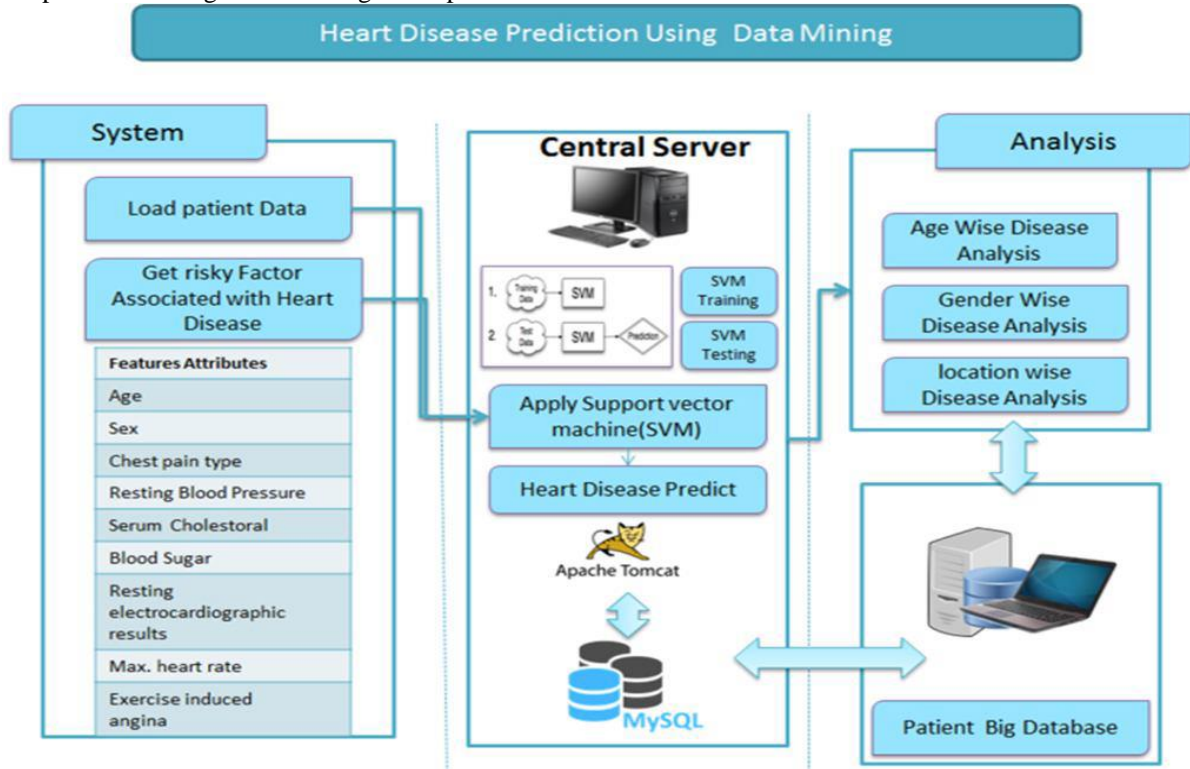 Heart Disease Prediction Using Data Mining
System
Load patient Data
Get risky Factor
Associated with Heart
Disease
Features Attributes
Age
Sex
Chest pain type
Resting Blood Pressure
Serum Cholestoral
Blood Sugar
Resting
electrocardiographic
results
Max. heart rate
Exercise induced
angina
Central Server
1.
Training
Data
SVM
2
Test
Data
SVM
Prediction
SVM
Training
SVM
Testing
Apply Support vector
machine(SVM)
Heart Disease Predict
Apache Tomcat
MySQL
Analysis
Age Wise Disease
Analysis
Gender Wise
Disease Analysis
location wise
Disease Analysis
Patient Big Database